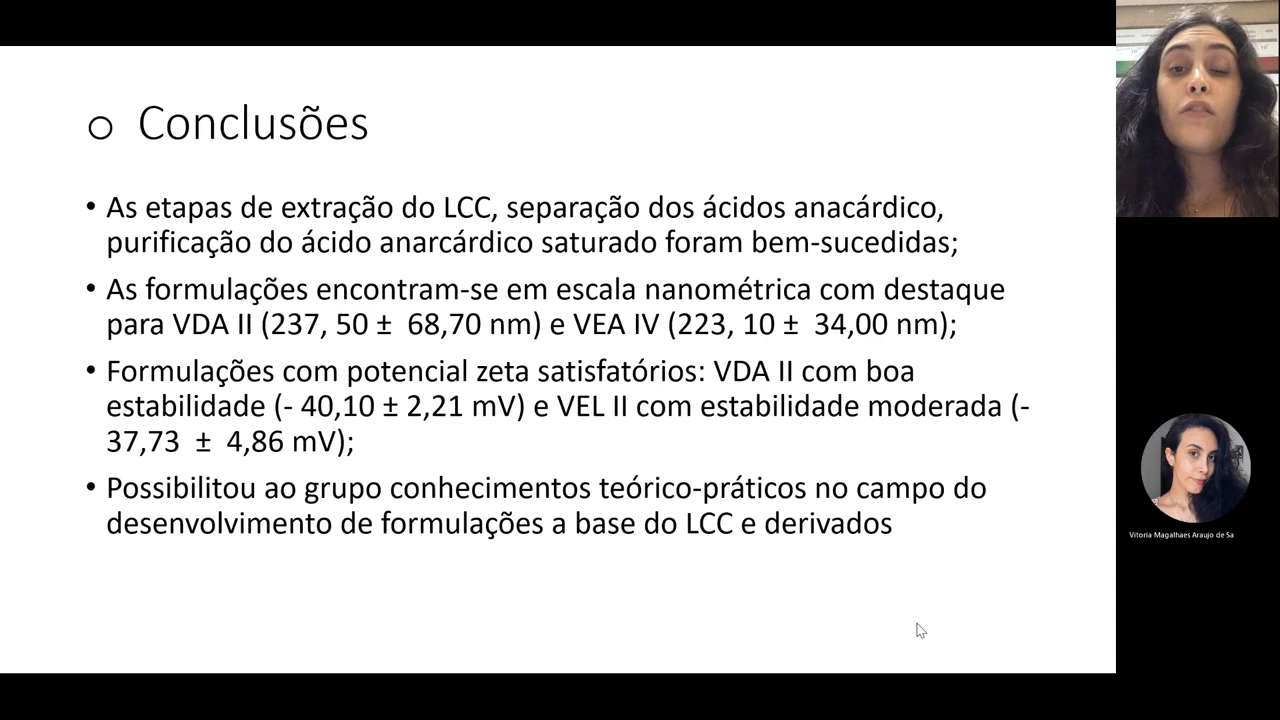 o Conclusões
• As etapas de extração do LCC, separação dos ácidos anacárdico,
purificação do ácido anarcárdico saturado foram bem-sucedidas;
• As formulações encontram-se em escala nanométrica com destaque
para VDA II (237, 50 ± 68,70 nm) e VEA IV (223, 10 ± 34,00 nm);
• Formulações com potencial zeta satisfatórios: VDA II com boa
estabilidade (- 40,10 ± 2,21 mV) e VEL II com estabilidade moderada (-
37,73 ± 4,86 mV);
• Possibilitou ao grupo conhecimentos teórico-práticos no campo do
desenvolvimento de formulações a base do LCC e derivados
Vitoria Magalhaes Araujo de Sa